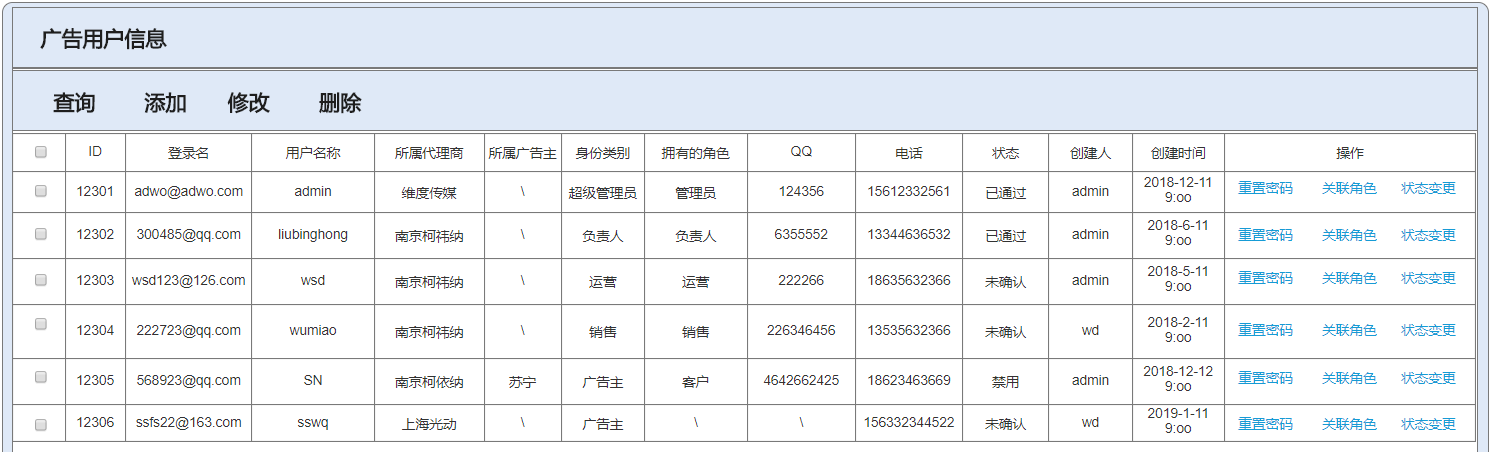 广告用户信息
查询 添加 修改 删除
ID 登录名 用户名称 所属代理商 所属广告主 身份类别 拥有的角色 QQ 电话 状态 创建人 创建时间 操作
12301 adwo@adwo.com admin 维度传媒 \ 超级管理员 管理员 124356 15612332561 已通过 admin 2018-12-11 9:oo 重置密码 关联角色 状态变更
12302 300485@qq.com liubinghong 南京柯祎纳 \ 负责人 负责人 6355552 13344636532 已通过 admin 2018-6-11 9:oo 重置密码 关联角色 状态变更
12303 wsd123@126.com wsd 南京柯祎纳 \ 运营 运营 222266 18635632366 未确认 admin 2018-5-11 9:oo 重置密码 关联角色 状态变更
12304 222723@qq.com wumiao 南京柯祎纳 \ 销售 销售 226346456 13535632366 未确认 wd 2018-2-11 9:oo 重置密码 关联角色 状态变更
12305 568923@qq.com SN 南京柯依纳 苏宁 广告主 客户 4642662425 18623463669 禁用 admin 2018-12-12 9:oo 重置密码 关联角色 状态变更
12306 ssfs22@163.com sswq 上海光动 \ 广告主 \ \ 156332344522 未确认 wd 2019-1-11 9:oo 重置密码 关联角色 状态变更